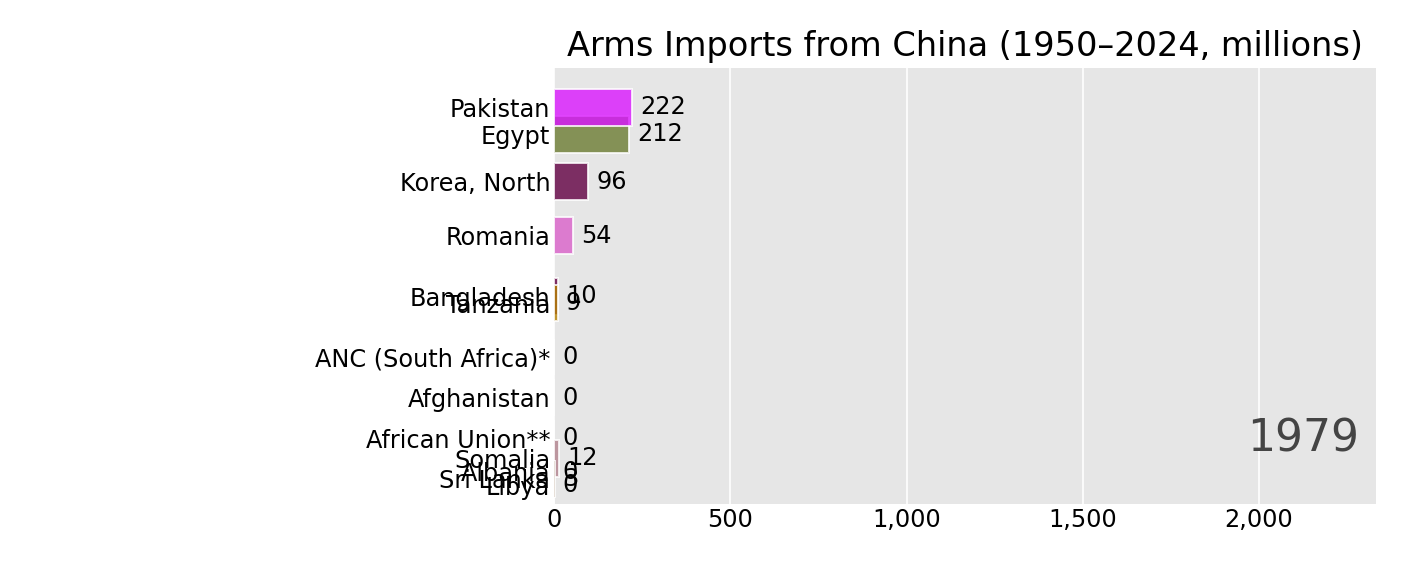 Arms Imports from China (1950–2024, millions)
Pakistan 222
Egypt 212
Korea, North 96
Romania 54
Bangladesh 10
Tanzania 9
ANC (South Africa)* 0
Afghanistan 0
African Union** 0
Somalia 12
Albania
Sri Lanka
Libya 0
1979
0 500 1,000 1,500 2,000